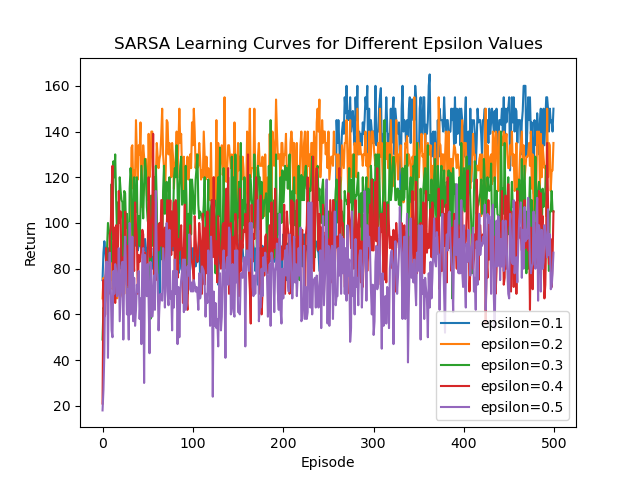 SARSA Learning Curves for Different Epsilon Values
Return
160
140
120
100
80
60
40
20
0
100
200
300
400
500
Episode
epsilon=0.1
epsilon=0.2
epsilon=0.3
epsilon=0.4
epsilon=0.5